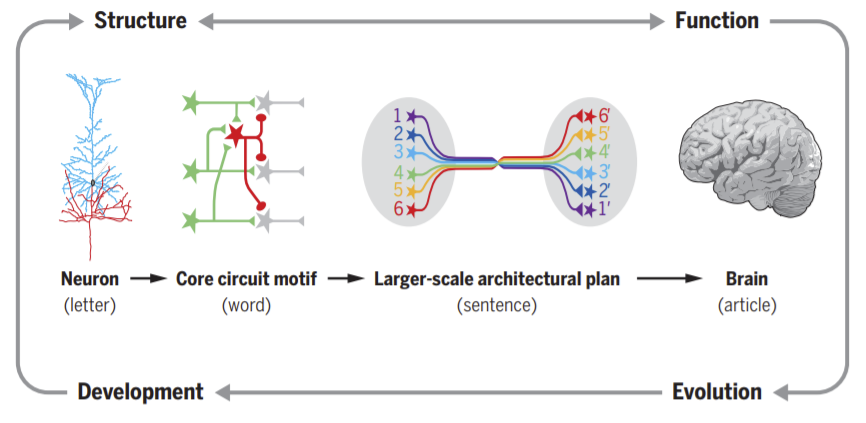 Structure
Function
1
2
3
4
5
6
6′
5′
4′
3′
2′
1′
Neuron
Core circuit motif
Larger-scale architectural plan
Brain
(letter)
(word)
(sentence)
(article)
Development
Evolution